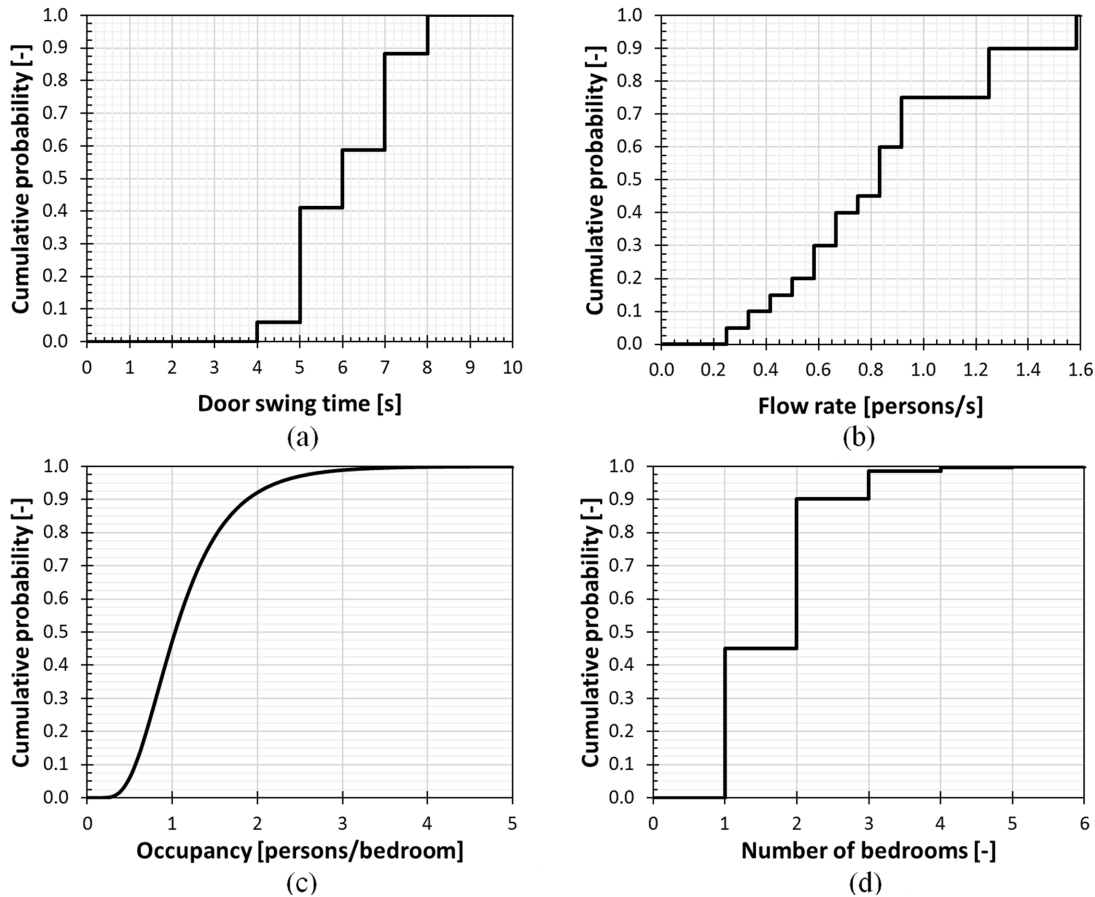 1.0
0.9
0.8
0.7
0.6
0.5
0.4
0.3
0.2
0.1
0.0
Cumulative probability [-]
0 1 2 3 4 5 6 7 8 9 10
Door swing time [s]
(a)
1.0
0.9
0.8
0.7
0.6
0.5
0.4
0.3
0.2
0.1
0.0
Cumulative probability [-]
0.0 0.2 0.4 0.6 0.8 1.0 1.2 1.4 1.6
Flow rate [persons/s]
(b)
1.0
0.9
0.8
0.7
0.6
0.5
0.4
0.3
0.2
0.1
0.0
Cumulative probability [-]
0 1 2 3 4 5
Occupancy [persons/bedroom]
(c)
1.0
0.9
0.8
0.7
0.6
0.5
0.4
0.3
0.2
0.1
0.0
Cumulative probability [-]
0 1 2 3 4 5 6
Number of bedrooms [-]
(d)